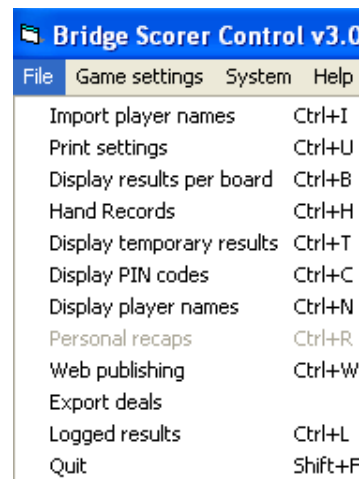 Bridge Scorer Control v3.0
File Game settings System Help
Import player names Ctrl+I
Print settings Ctrl+U
Display results per board Ctrl+B
Hand Records Ctrl+H
Display temporary results Ctrl+T
Display PIN codes Ctrl+C
Display player names Ctrl+N
Personal recaps Ctrl+R
Web publishing Ctrl+W
Export deals
Logged results Ctrl+L
Quit Shift+F